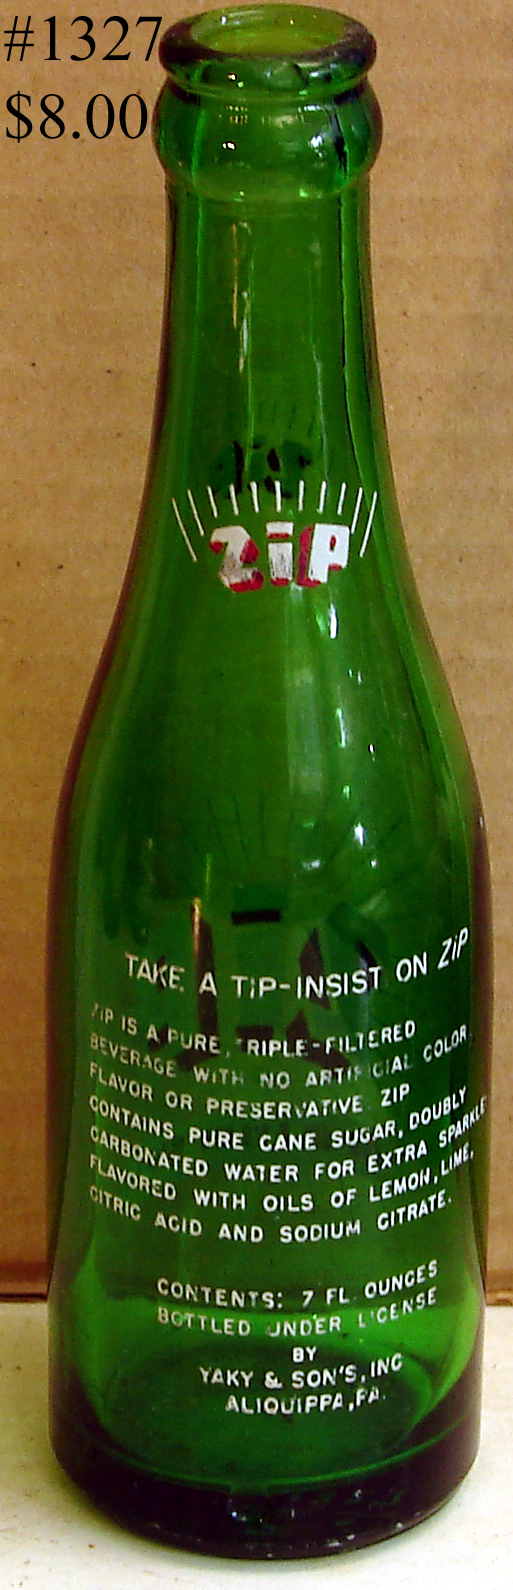 #1327
$8.00
ZiP
TAKE A TiP-INSIST ON ZiP
ZIP IS A PURE, TRIPLE-FILTERED
BEVERAGE WITH NO ARTIFICIAL COLOR,
FLAVOR OR PRESERVATIVE ZIP
CONTAINS PURE CANE SUGAR, DOUBLY
CARBONATED WATER FOR EXTRA SPARKLE
FLAVORED WITH OILS OF LEMON, LIME,
CITRIC ACID AND SODIUM CITRATE.
CONTENTS: 7 FL. OUNCES
BOTTLED UNDER LICENSE
BY
YAKY & SON'S, INC
ALIQUIPPA, PA.